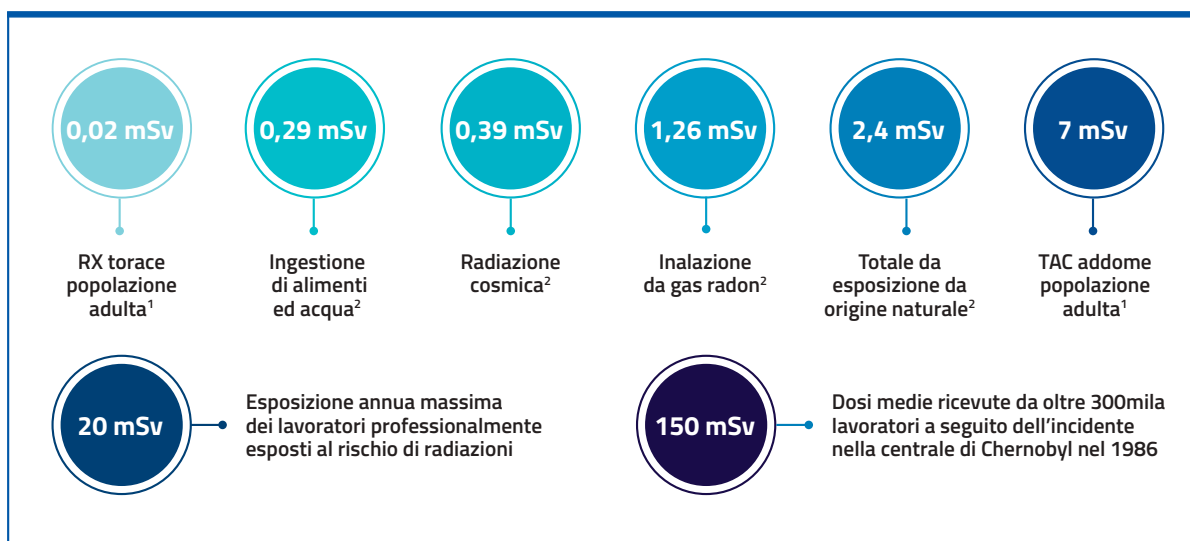 0,02 mSv
RX torace
popolazione
adulta¹
0,29 mSv
Ingestione
di alimenti
ed acqua²
0,39 mSv
Radiazione
cosmica²
1,26 mSv
Inalazione
da gas radon²
2,4 mSv
Totale da
esposizione da
origine naturale²
7 mSv
TAC addome
popolazione
adulta¹
20 mSv
Esposizione annua massima
dei lavoratori professionalmente
esposti al rischio di radiazioni
150 mSv
Dosi medie ricevute da oltre 300mila
lavoratori a seguito dell’incidente
nella centrale di Chernobyl nel 1986